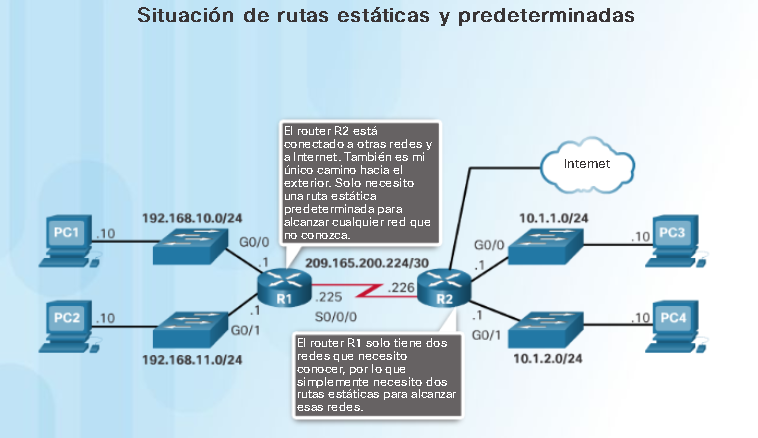 Situación de rutas estáticas y predeterminadas
El router R2 está
conectado a otras redes y
a Internet. También es mi
único camino hacia el
exterior. Solo necesito
una ruta estática
predeterminada para
alcanzar cualquier red que
no conozca.
Internet
192.168.10.0/24
10.1.1.0/24
PC1
.10
G0/0
.1
209.165.200.224/30
G0/0
.1
.10
PC3
R1
.225
.226
R2
S0/0/0
PC2
.10
.1
G0/1
192.168.11.0/24
.1
G0/1
.10
PC4
10.1.2.0/24
El router R1 solo tiene dos
redes que necesito
conocer, por lo que
simplemente necesito dos
rutas estáticas para alcanzar
esas redes.